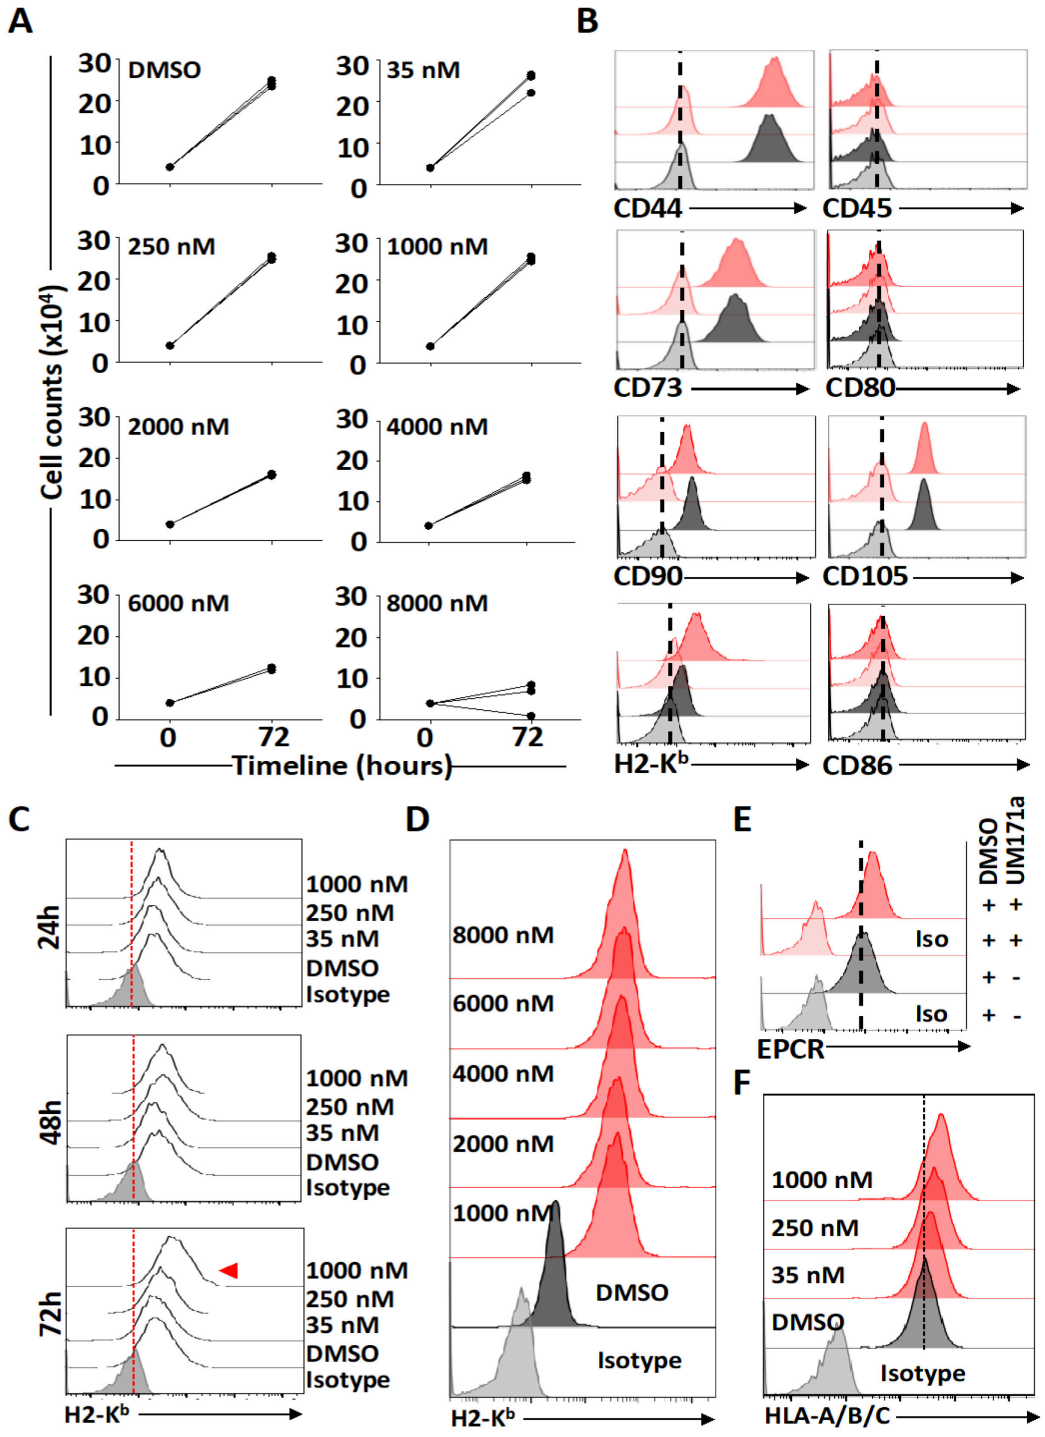 A
Cell counts (x10⁴)
DMSO
30
20
10
0
35 nM
30
20
10
0
250 nM
30
20
10
0
1000 nM
30
20
10
0
2000 nM
30
20
10
0
4000 nM
30
20
10
0
6000 nM
30
20
10
0
8000 nM
30
20
10
0
0
72
0
72
Timeline (hours)
B
CD44
CD45
CD73
CD80
CD90
CD105
H2-Kᵇ
CD86
C
24h
1000 nM
250 nM
35 nM
DMSO
Isotype
48h
1000 nM
250 nM
35 nM
DMSO
Isotype
72h
1000 nM
250 nM
35 nM
DMSO
Isotype
H2-Kᵇ
D
8000 nM
6000 nM
4000 nM
2000 nM
1000 nM
DMSO
Isotype
H2-Kᵇ
E
DMSO
UM171a
+ +
Iso + +
+ -
Iso + -
EPCR
F
1000 nM
250 nM
35 nM
DMSO
Isotype
HLA-A/B/C